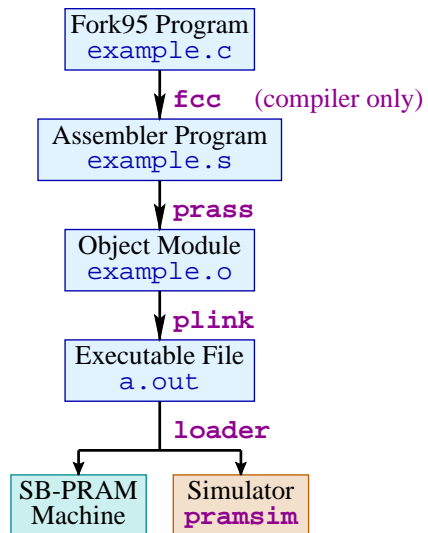 Fork95 Program
example.c
fcc (compiler only)
Assembler Program
example.s
prass
Object Module
example.o
plink
Executable File
a.out
loader
SB-PRAM
Machine
Simulator
pramsim